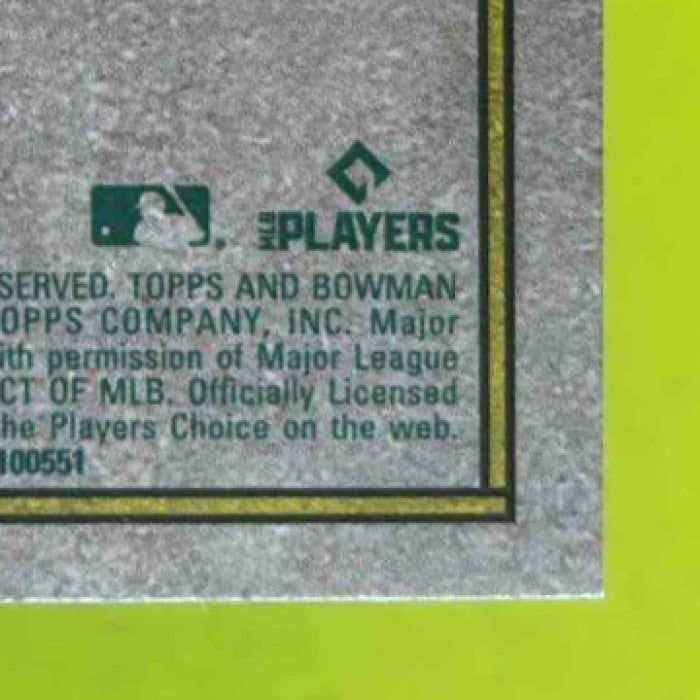 MLB PLAYERS
SERVED. TOPPS AND BOWMAN
OPPS COMPANY, INC. Major
ith permission of Major League
CT OF MLB. Officially Licensed
he Players Choice on the web.
100551